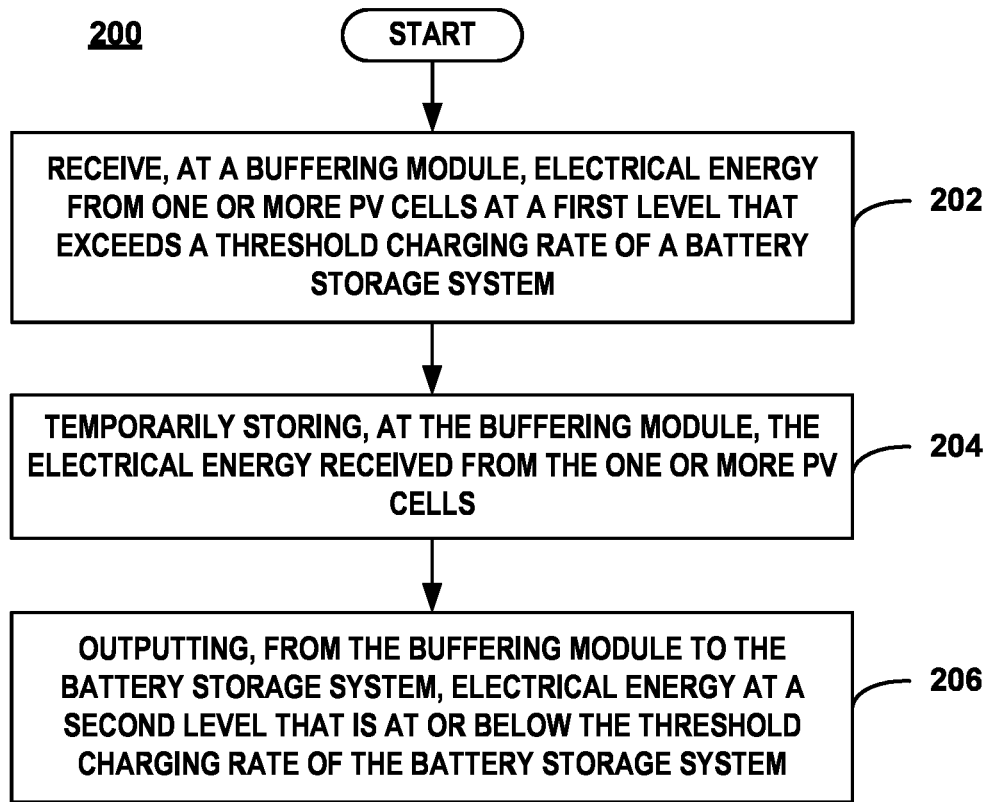 200
START
RECEIVE, AT A BUFFERING MODULE, ELECTRICAL ENERGY
FROM ONE OR MORE PV CELLS AT A FIRST LEVEL THAT
EXCEEDS A THRESHOLD CHARGING RATE OF A BATTERY
STORAGE SYSTEM
202
TEMPORARILY STORING, AT THE BUFFERING MODULE, THE
ELECTRICAL ENERGY RECEIVED FROM THE ONE OR MORE PV
CELLS
204
OUTPUTTING, FROM THE BUFFERING MODULE TO THE
BATTERY STORAGE SYSTEM, ELECTRICAL ENERGY AT A
SECOND LEVEL THAT IS AT OR BELOW THE THRESHOLD
CHARGING RATE OF THE BATTERY STORAGE SYSTEM
206